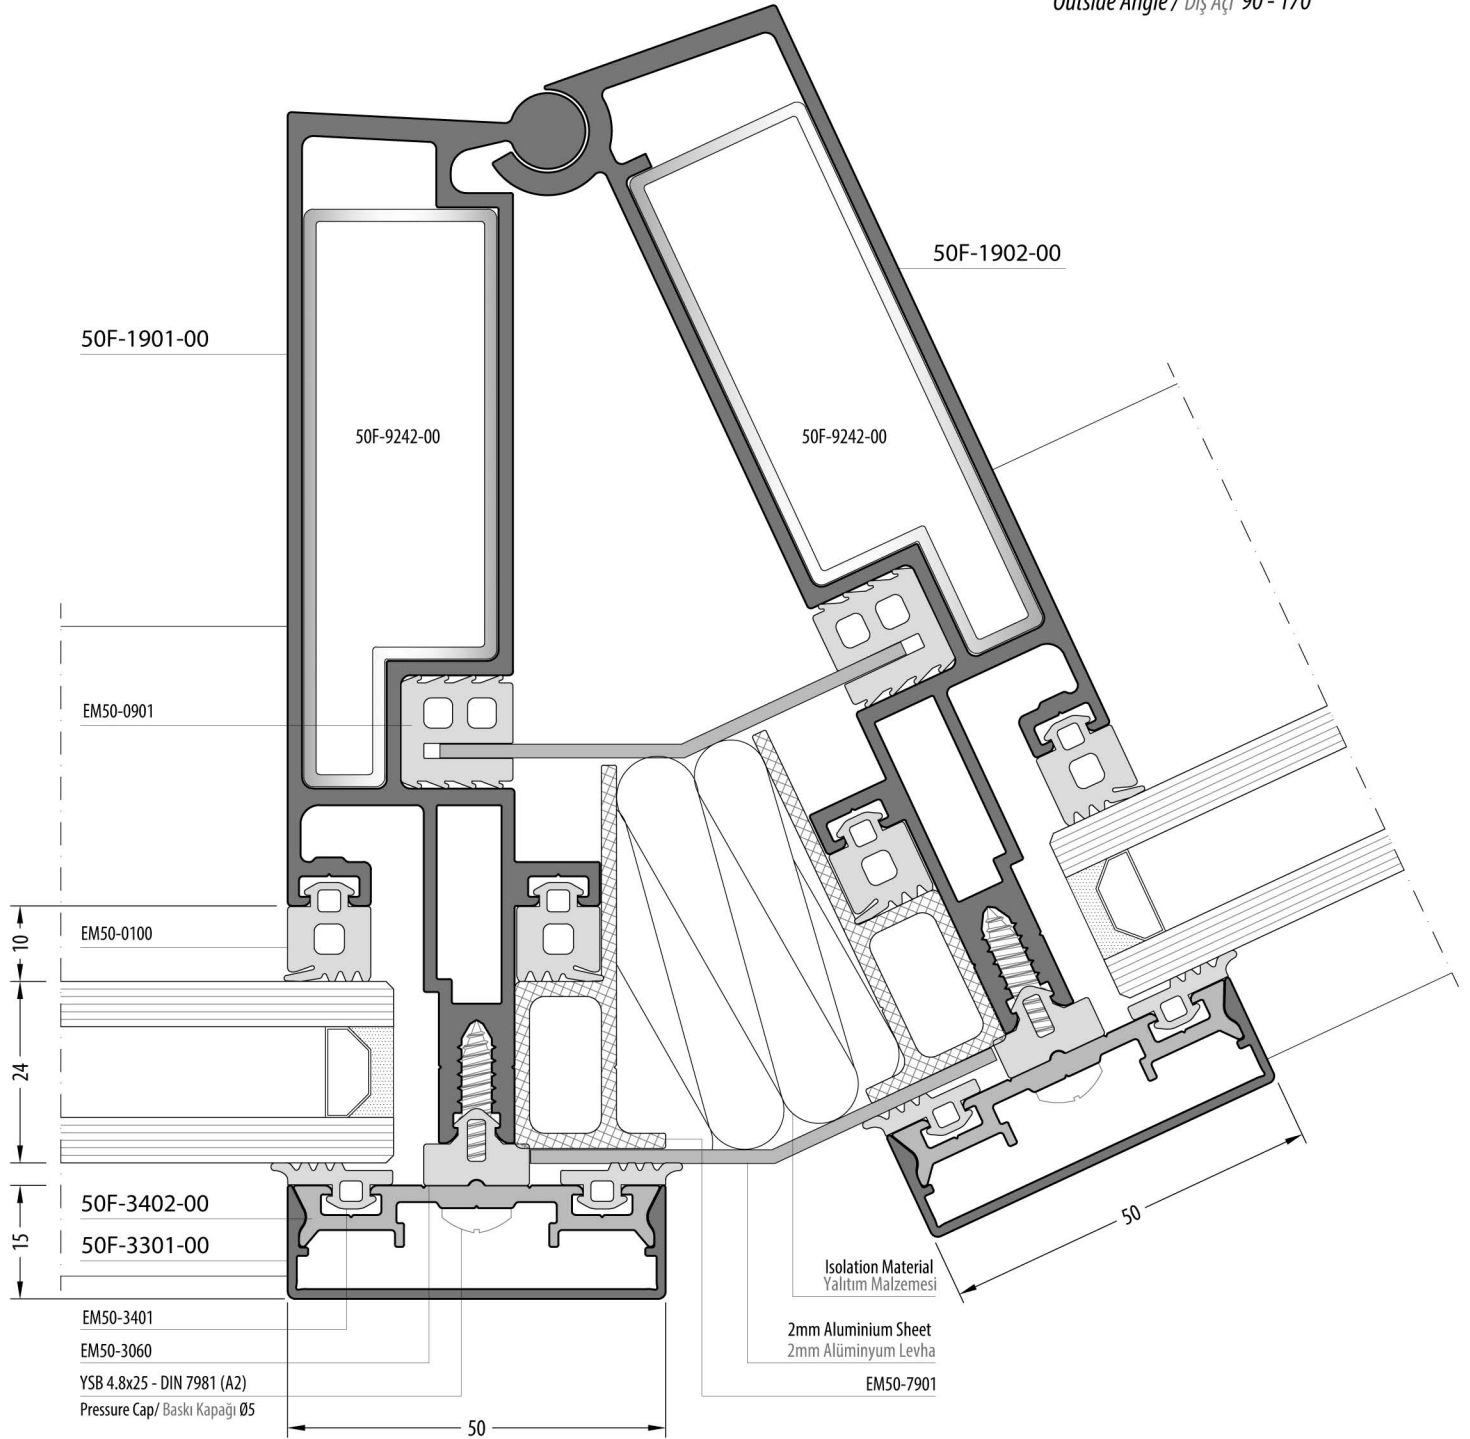 Outside Angle / Dış Açı 90 - 170
50F-1902-00
50F-1901-00
50F-9242-00
50F-9242-00
EM50-0901
EM50-0100
10
24
15
50F-3402-00
50F-3301-00
50
Isolation Material
Yalıtım Malzemesi
EM50-3401
2mm Aluminium Sheet
EM50-3060
2mm Alüminyum Levha
YSB 4.8x25 - DIN 7981 (A2)
EM50-7901
Pressure Cap/ Baskı Kapağı Ø5
50